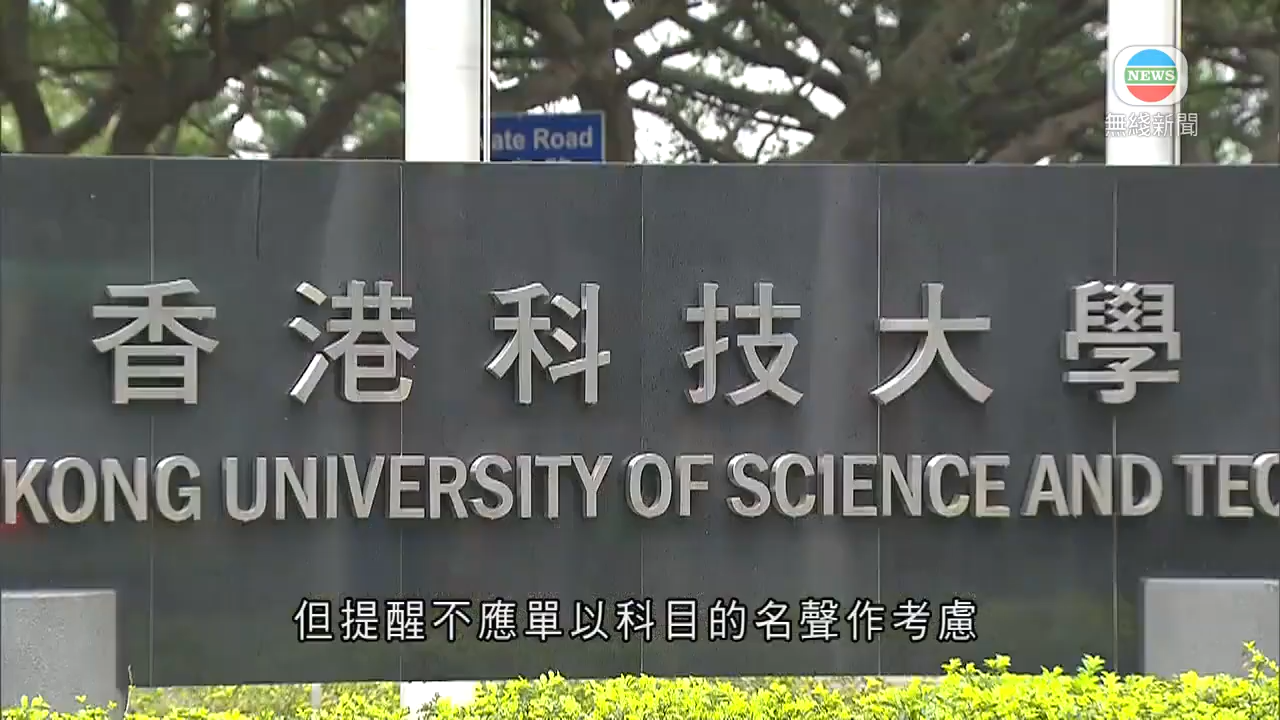 NEWS
無綫新聞
ate Road
香港科技大學
KONG UNIVERSITY OF SCIENCE AND TEC
但提醒不應單以科目的名聲作考慮